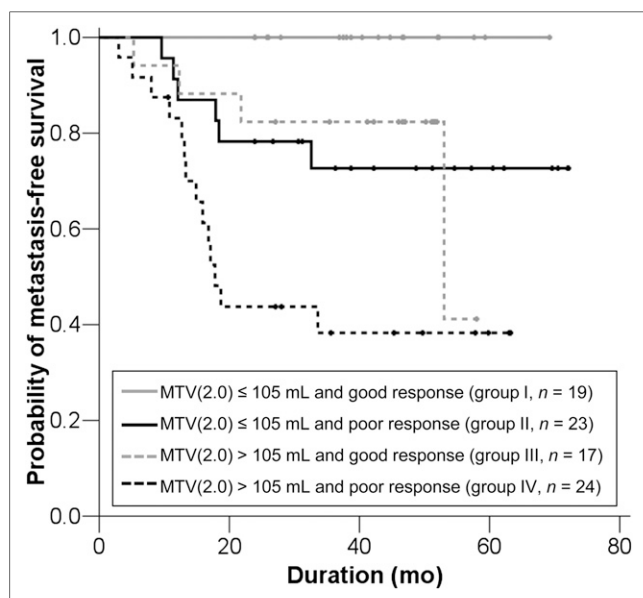 Probability of metastasis-free survival
1.0
0.8
0.6
0.4
0.2
0.0
MTV(2.0) ≤ 105 mL and good response (group I, n = 19)
MTV(2.0) ≤ 105 mL and poor response (group II, n = 23)
MTV(2.0) > 105 mL and good response (group III, n = 17)
MTV(2.0) > 105 mL and poor response (group IV, n = 24)
0 20 40 60 80
Duration (mo)